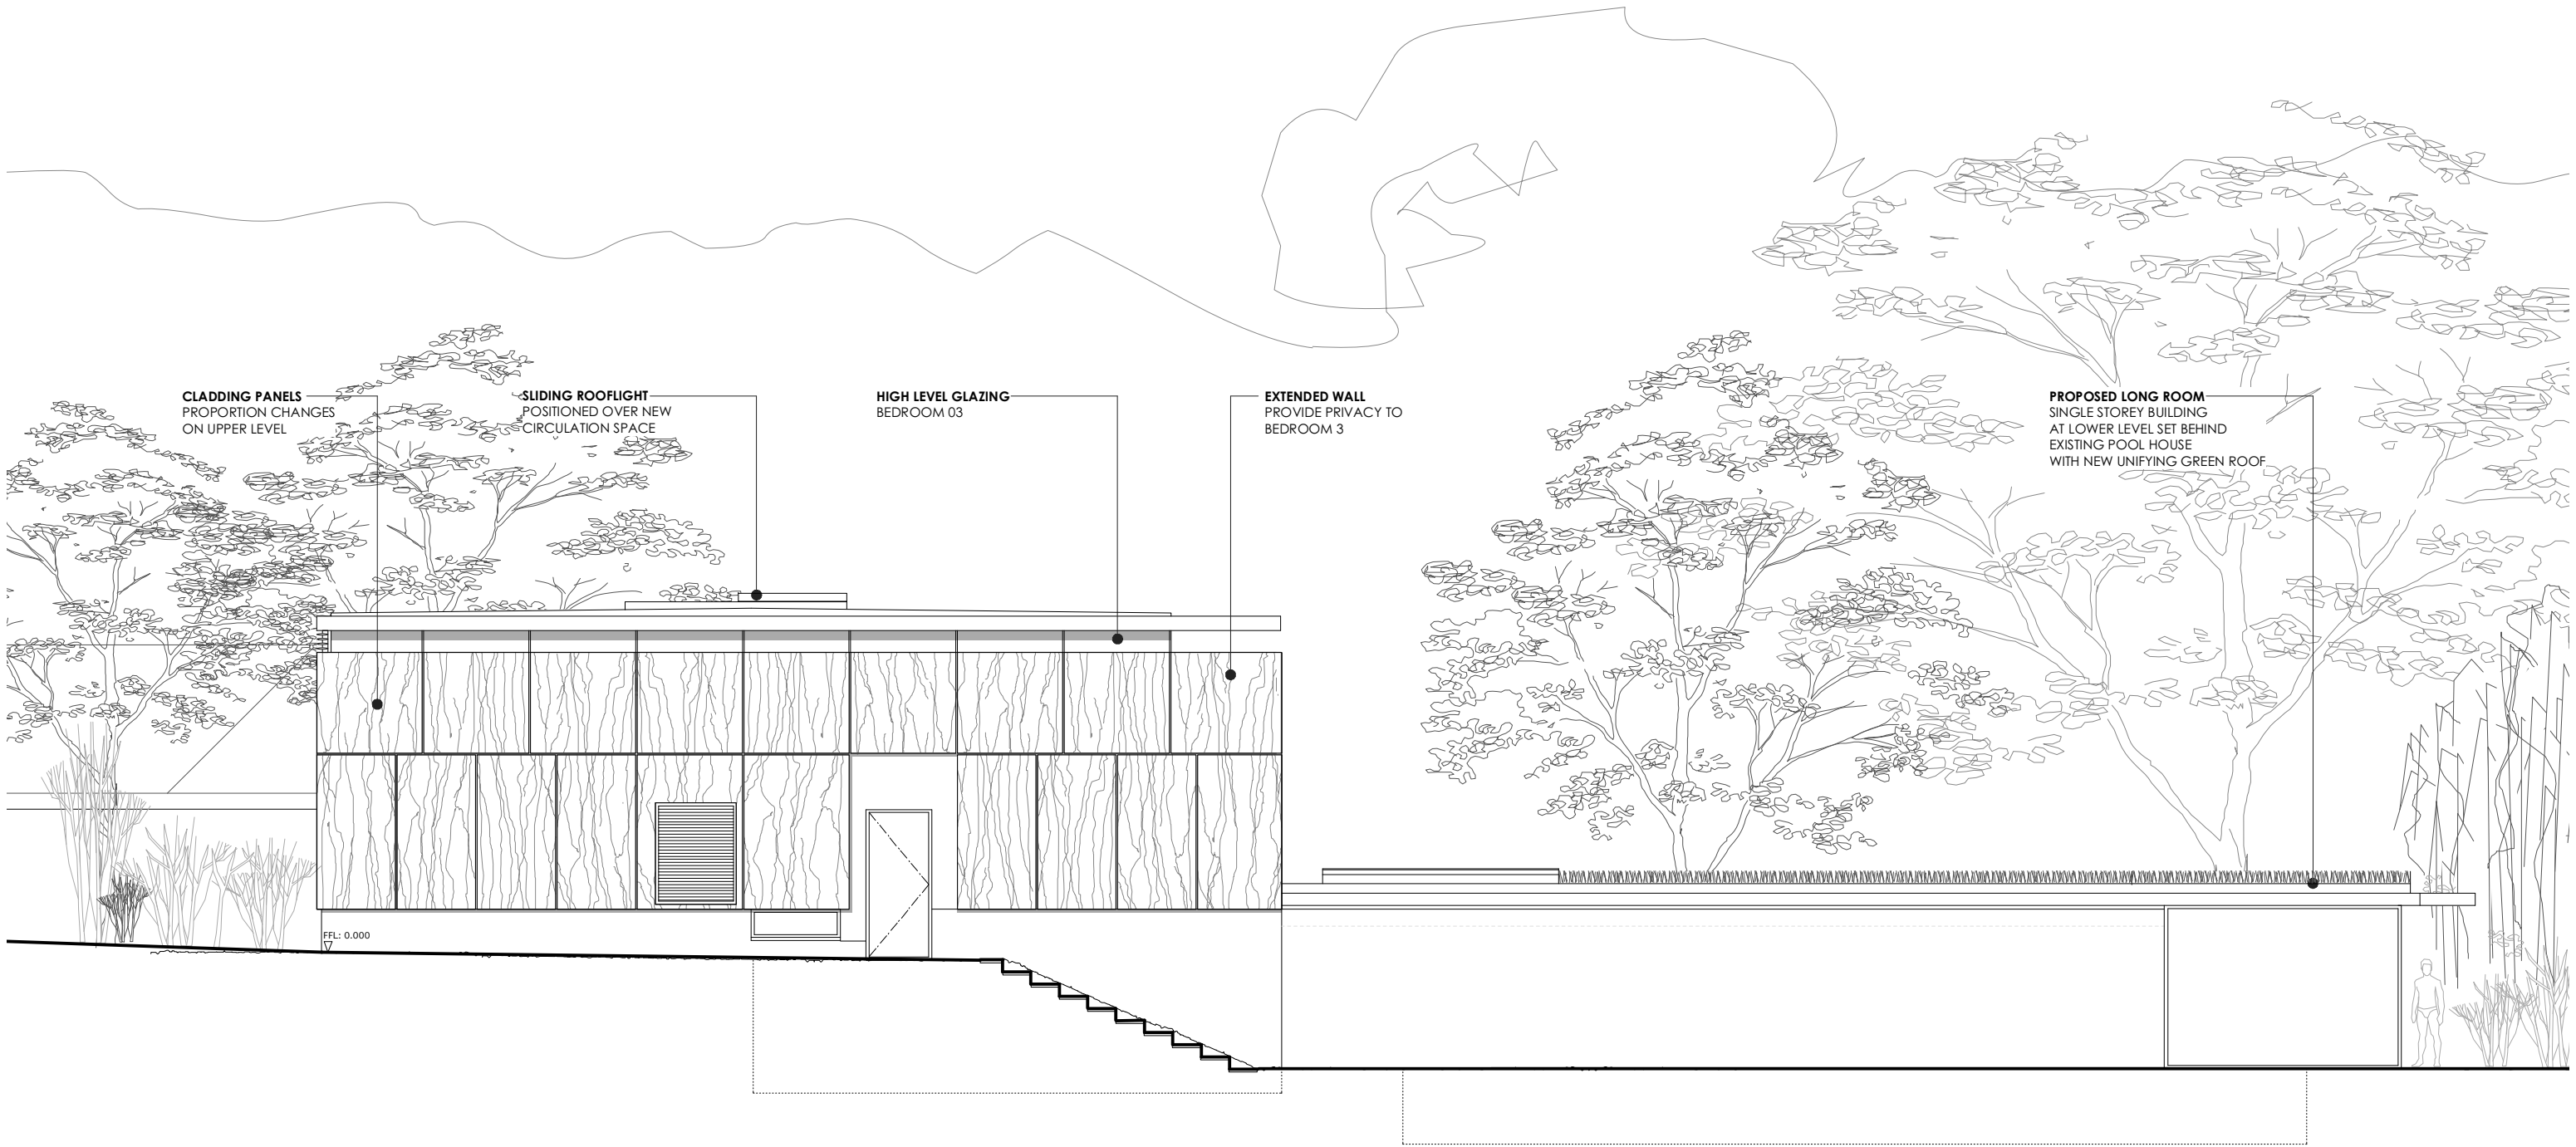 CLADDING PANELS
PROPORTION CHANGES
ON UPPER LEVEL
SLIDING ROOFLIGHT
POSITIONED OVER NEW
CIRCULATION SPACE
HIGH LEVEL GLAZING
BEDROOM 03
EXTENDED WALL
PROVIDE PRIVACY TO
BEDROOM 3
PROPOSED LONG ROOM
SINGLE STOREY BUILDING
AT LOWER LEVEL SET BEHIND
EXISTING POOL HOUSE
WITH NEW UNIFYING GREEN ROOF
FFL: 0.000